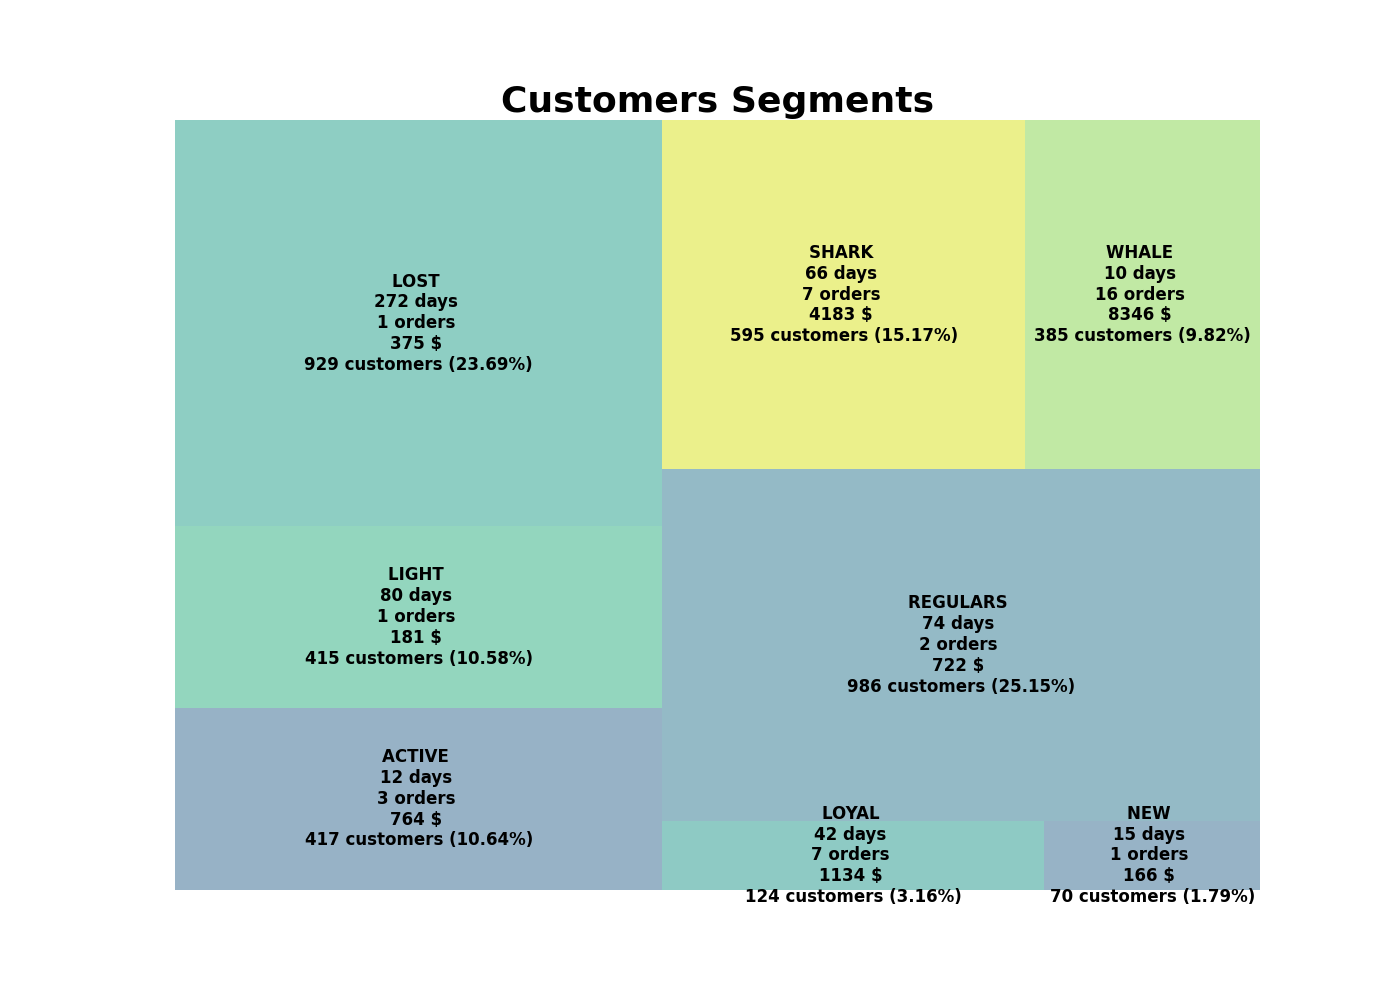 Customers Segments
LOST
272 days
1 orders
375 $
929 customers (23.69%)
SHARK
66 days
7 orders
4183 $
595 customers (15.17%)
WHALE
10 days
16 orders
8346 $
385 customers (9.82%)
LIGHT
80 days
1 orders
181 $
415 customers (10.58%)
REGULARS
74 days
2 orders
722 $
986 customers (25.15%)
ACTIVE
12 days
3 orders
764 $
417 customers (10.64%)
LOYAL
42 days
7 orders
1134 $
124 customers (3.16%)
NEW
15 days
1 orders
166 $
70 customers (1.79%)